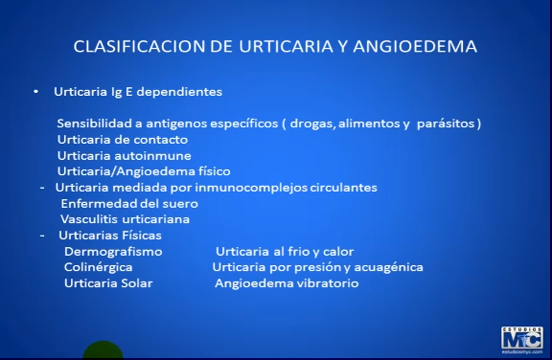 CLASIFICACION DE URTICARIA Y ANGIOEDEMA
• Urticaria Ig E dependientes
Sensibilidad a antigenos específicos ( drogas, alimentos y parásitos )
Urticaria de contacto
Urticaria autoinmune
Urticaria/Angioedema físico
- Urticaria mediada por inmunocomplejos circulantes
Enfermedad del suero
Vasculitis urticariana
- Urticarias Físicas
Dermografismo Urticaria al frio y calor
Colinérgica Urticaria por presión y acuagénica
Urticaria Solar Angioedema vibratorio
ESTUDIOS
MyC
estudiosmyc.com